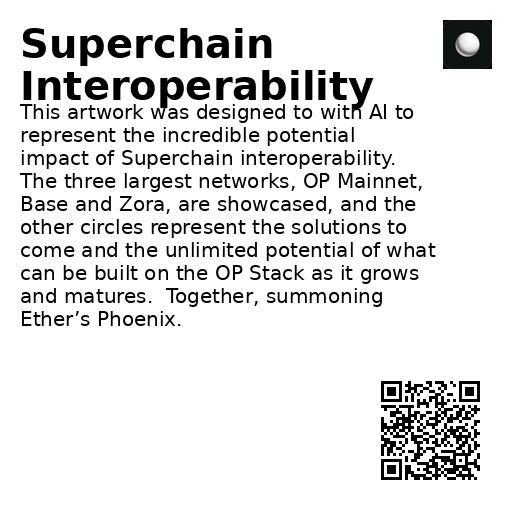 Superchain
Interoperability
This artwork was designed to with AI to
represent the incredible potential
impact of Superchain interoperability.
The three largest networks, OP Mainnet,
Base and Zora, are showcased, and the
other circles represent the solutions to
come and the unlimited potential of what
can be built on the OP Stack as it grows
and matures.  Together, summoning
Ether’s Phoenix.